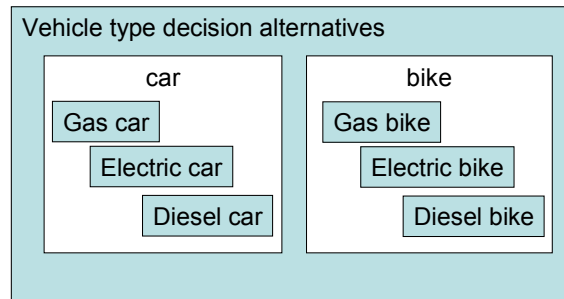 Vehicle type decision alternatives
car
Gas car
Electric car
Diesel car
bike
Gas bike
Electric bike
Diesel bike